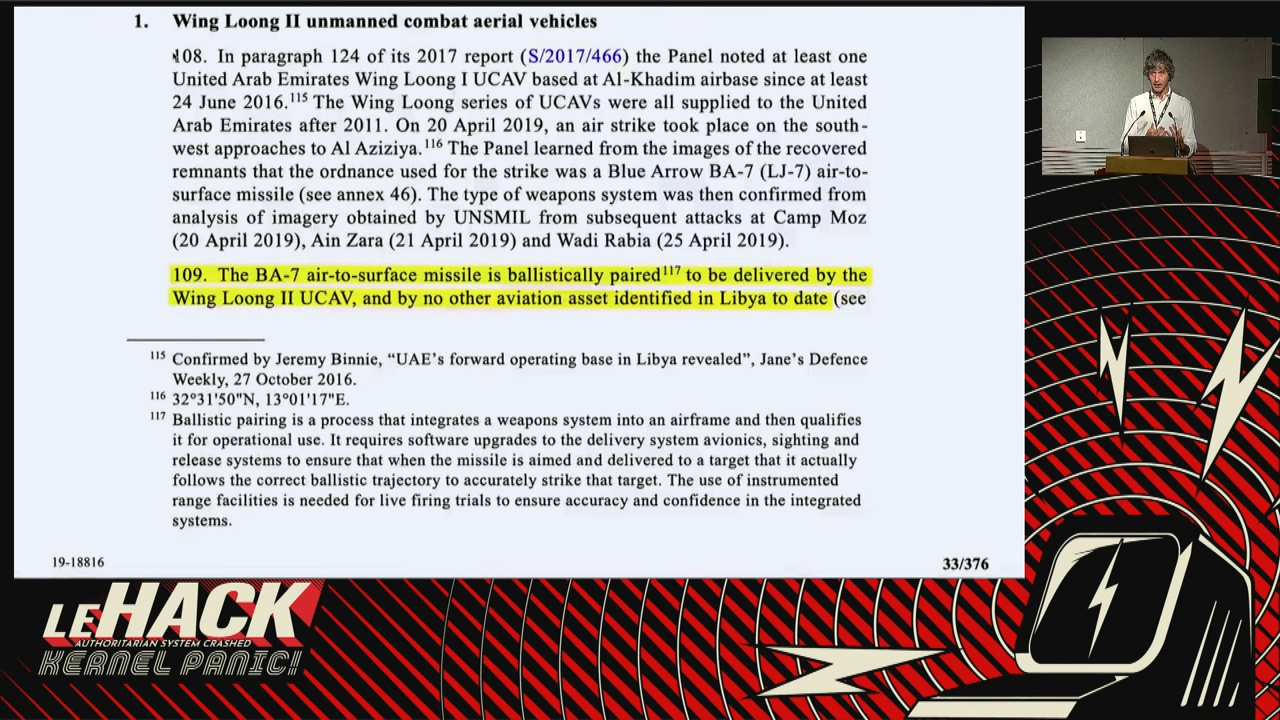 1. Wing Loong II unmanned combat aerial vehicles
108. In paragraph 124 of its 2017 report (S/2017/466) the Panel noted at least one
United Arab Emirates Wing Loong I UCAV based at Al-Khadim airbase since at least
24 June 2016.115 The Wing Loong series of UCAVs were all supplied to the United
Arab Emirates after 2011. On 20 April 2019, an air strike took place on the south-
west approaches to Al Aziziya.116 The Panel learned from the images of the recovered
remnants that the ordnance used for the strike was a Blue Arrow BA-7 (LJ-7) air-to-
surface missile (see annex 46). The type of weapons system was then confirmed from
analysis of imagery obtained by UNSMIL from subsequent attacks at Camp Moz
(20 April 2019), Ain Zara (21 April 2019) and Wadi Rabia (25 April 2019).
109. The BA-7 air-to-surface missile is ballistically paired117 to be delivered by the
Wing Loong II UCAV, and by no other aviation asset identified in Libya to date (see
115 Confirmed by Jeremy Binnie, “UAE’s forward operating base in Libya revealed”, Jane’s Defence
Weekly, 27 October 2016.
116 32°31'50"N, 13°01'17"E.
117 Ballistic pairing is a process that integrates a weapons system into an airframe and then qualifies
it for operational use. It requires software upgrades to the delivery system avionics, sighting and
release systems to ensure that when the missile is aimed and delivered to a target that it actually
follows the correct ballistic trajectory to accurately strike that target. The use of instrumented
range facilities is needed for live firing trials to ensure accuracy and confidence in the integrated
systems.
19-18816
33/376
LEHACK
AUTHORITARIAN SYSTEM CRASHED
KERNEL PANIC!